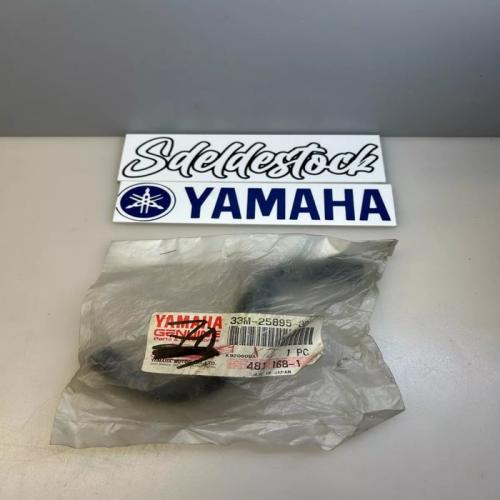 Sdeldestock
YAMAHA
YAMAHA
GENUINE
33M-25895
1 PC
481 168-1